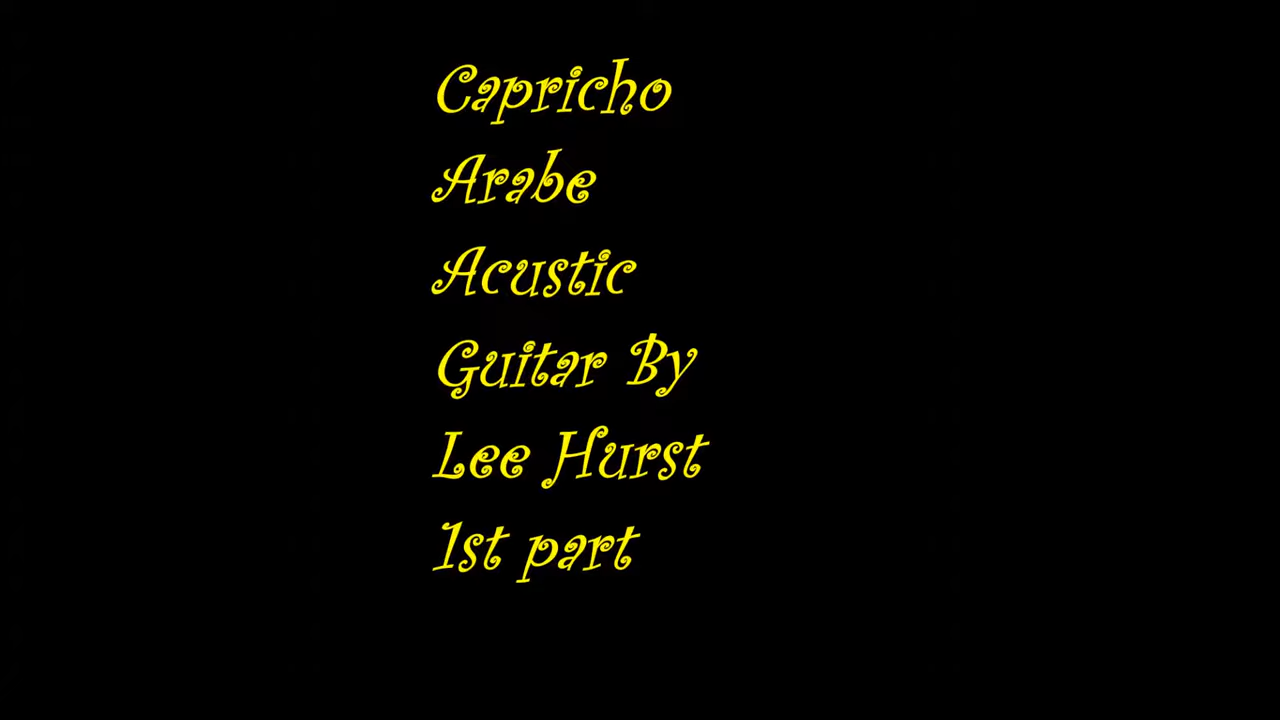 Capricho
Arabe
Acustic
Guitar By
Lee Hurst
1st part